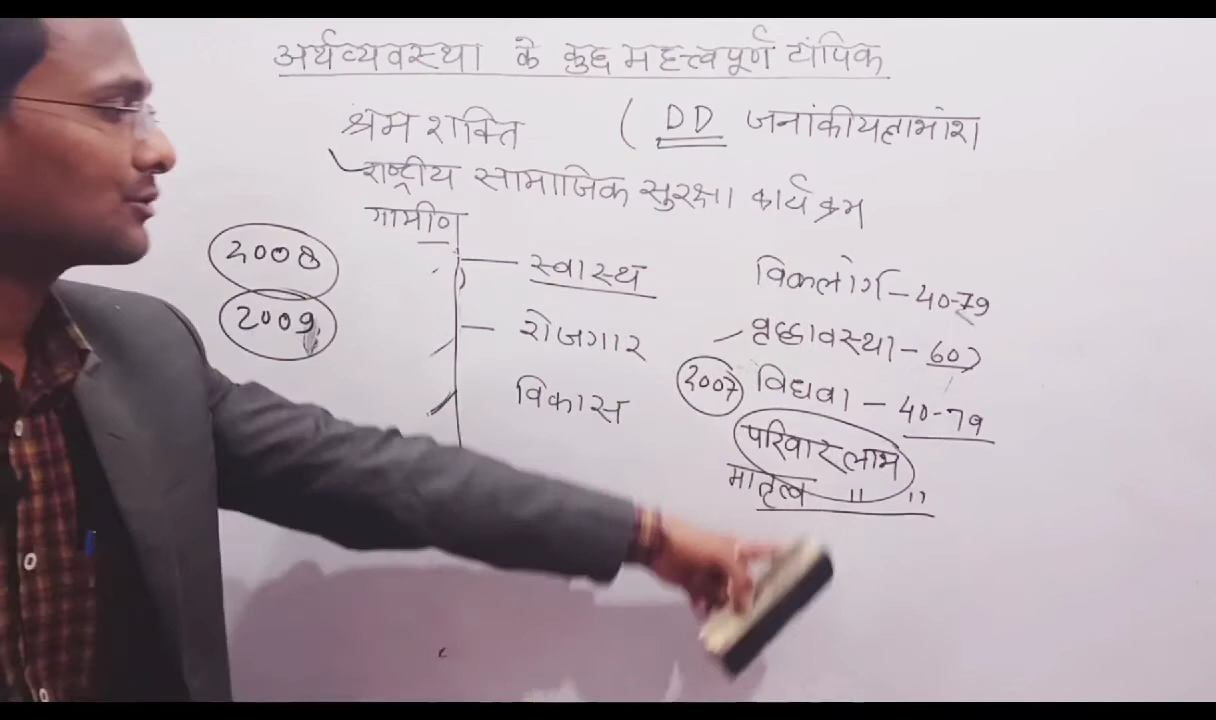 अर्थव्यवस्था के कुछ महत्त्वपूर्ण टॉपिक
श्रम शक्ति ( DD जनांकीयलाभांश)
राष्ट्रीय सामाजिक सुरक्षा कार्यक्रम
गामीण
2008
2009
स्वास्थ
रोजगार
विकास
विकलांग - 40-79
वृद्धावस्था - 60
2007 विधवा - 40-79
परिवार लाभ
मातृत्व " "